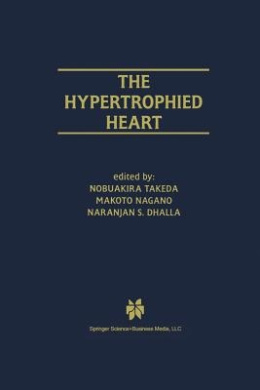 THE
HYPERTROPHIED
HEART
edited by:
NOBUAKIRA TAKEDA
MAKOTO NAGANO
NARANJAN S. DHALLA
Springer Science+Business Media, LLC